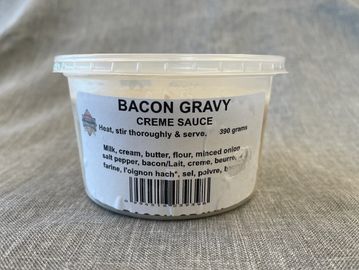 BACON GRAVY
CREME SAUCE
Heat, stir thoroughly & serve, 390 grams
Milk, cream, butter, flour, minced onion
salt pepper, bacon/Lait, creme, beurre,
farine, l'oignon hach*, sel, poivre,